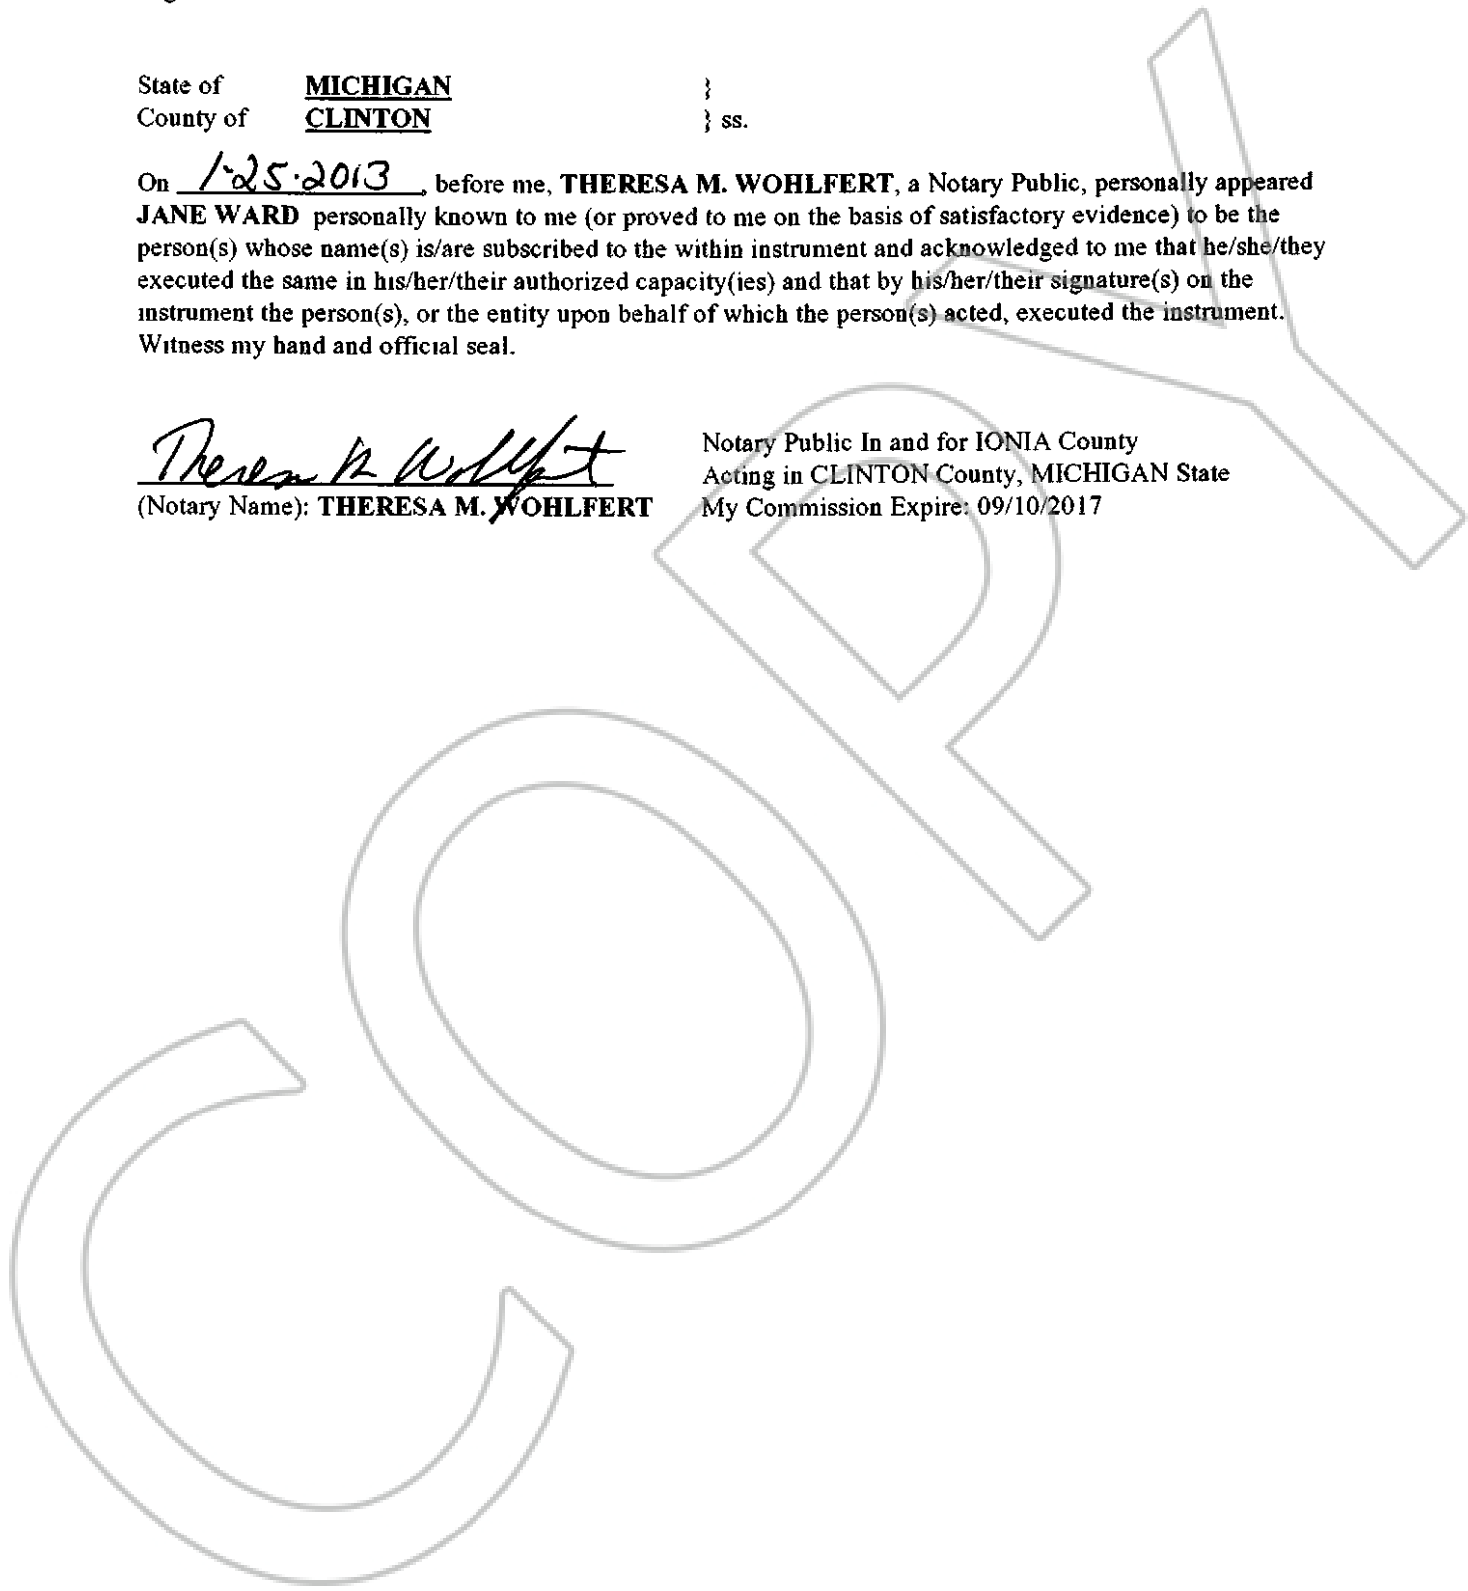 State of MICHIGAN }
County of CLINTON } ss.
On 1-25-2013, before me, THERESA M. WOHLFERT, a Notary Public, personally appeared
JANE WARD personally known to me (or proved to me on the basis of satisfactory evidence) to be the
person(s) whose name(s) is/are subscribed to the within instrument and acknowledged to me that he/she/they
executed the same in his/her/their authorized capacity(ies) and that by his/her/their signature(s) on the
instrument the person(s), or the entity upon behalf of which the person(s) acted, executed the instrument.
Witness my hand and official seal.
Theresa M Wohlfert
(Notary Name): THERESA M. WOHLFERT
Notary Public In and for IONIA County
Acting in CLINTON County, MICHIGAN State
My Commission Expire: 09/10/2017
COPY